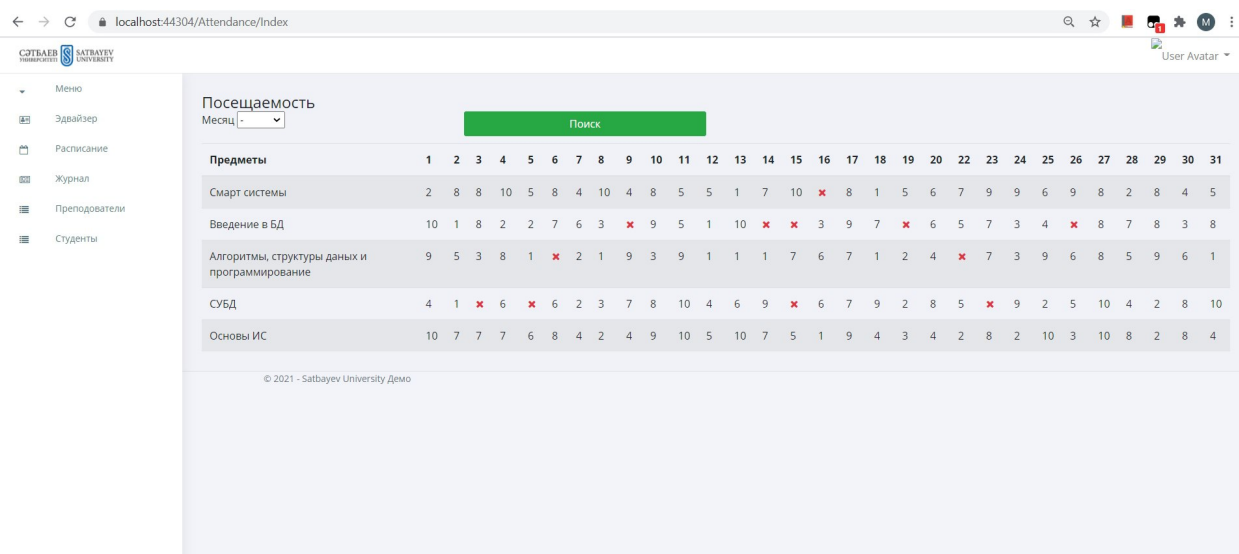 localhost:44304/Attendance/Index
M
1
СӘТБАЕВ SATBAYEV
UNIVERSITY
User Avatar
Меню
Эдвайзер
Расписание
Журнал
Преподователи
Студенты
Посещаемость
Месяц -
Поиск
Предметы 1 2 3 4 5 6 7 8 9 10 11 12 13 14 15 16 17 18 19 20 22 23 24 25 26 27 28 29 30 31
Смарт системы 2 8 8 10 5 8 4 10 4 8 5 5 1 7 10 ✖ 8 1 5 6 7 9 9 6 9 8 2 8 4 5
Введение в БД 10 1 8 2 2 7 6 3 ✖ 9 5 1 10 ✖ ✖ 3 9 7 ✖ 6 5 7 3 4 ✖ 8 7 8 3 8
Алгоритмы, структуры даных и 9 5 3 8 1 ✖ 2 1 9 3 9 1 1 1 7 6 7 1 2 4 ✖ 7 3 9 6 8 5 9 6 1
программирование
СУБД 4 1 ✖ 6 ✖ 6 2 3 7 8 10 4 6 9 ✖ 6 7 9 2 8 5 ✖ 9 2 5 10 4 2 8 10
Основы ИС 10 7 7 7 6 8 4 2 4 9 10 5 10 7 5 1 9 4 3 4 2 8 2 10 3 10 8 2 8 4
© 2021 - Satbayev University Демо